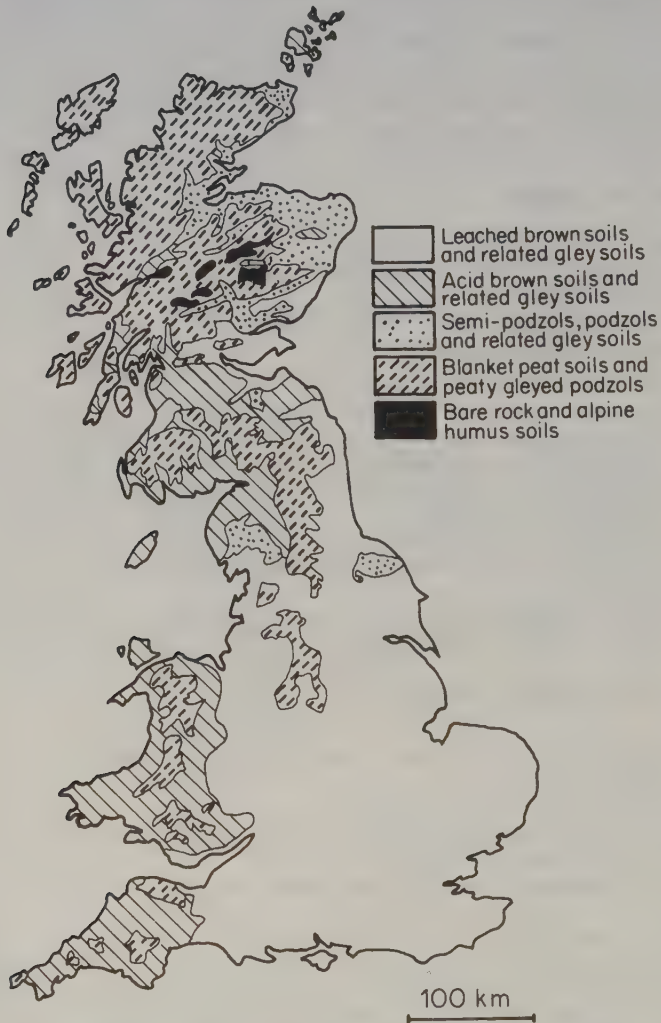 Leached brown soils
and related gley soils
Acid brown soils and
related gley soils
Semi-podzols, podzols
and related gley soils
Blanket peat soils and
peaty gleyed podzols
Bare rock and alpine
humus soils
100 km